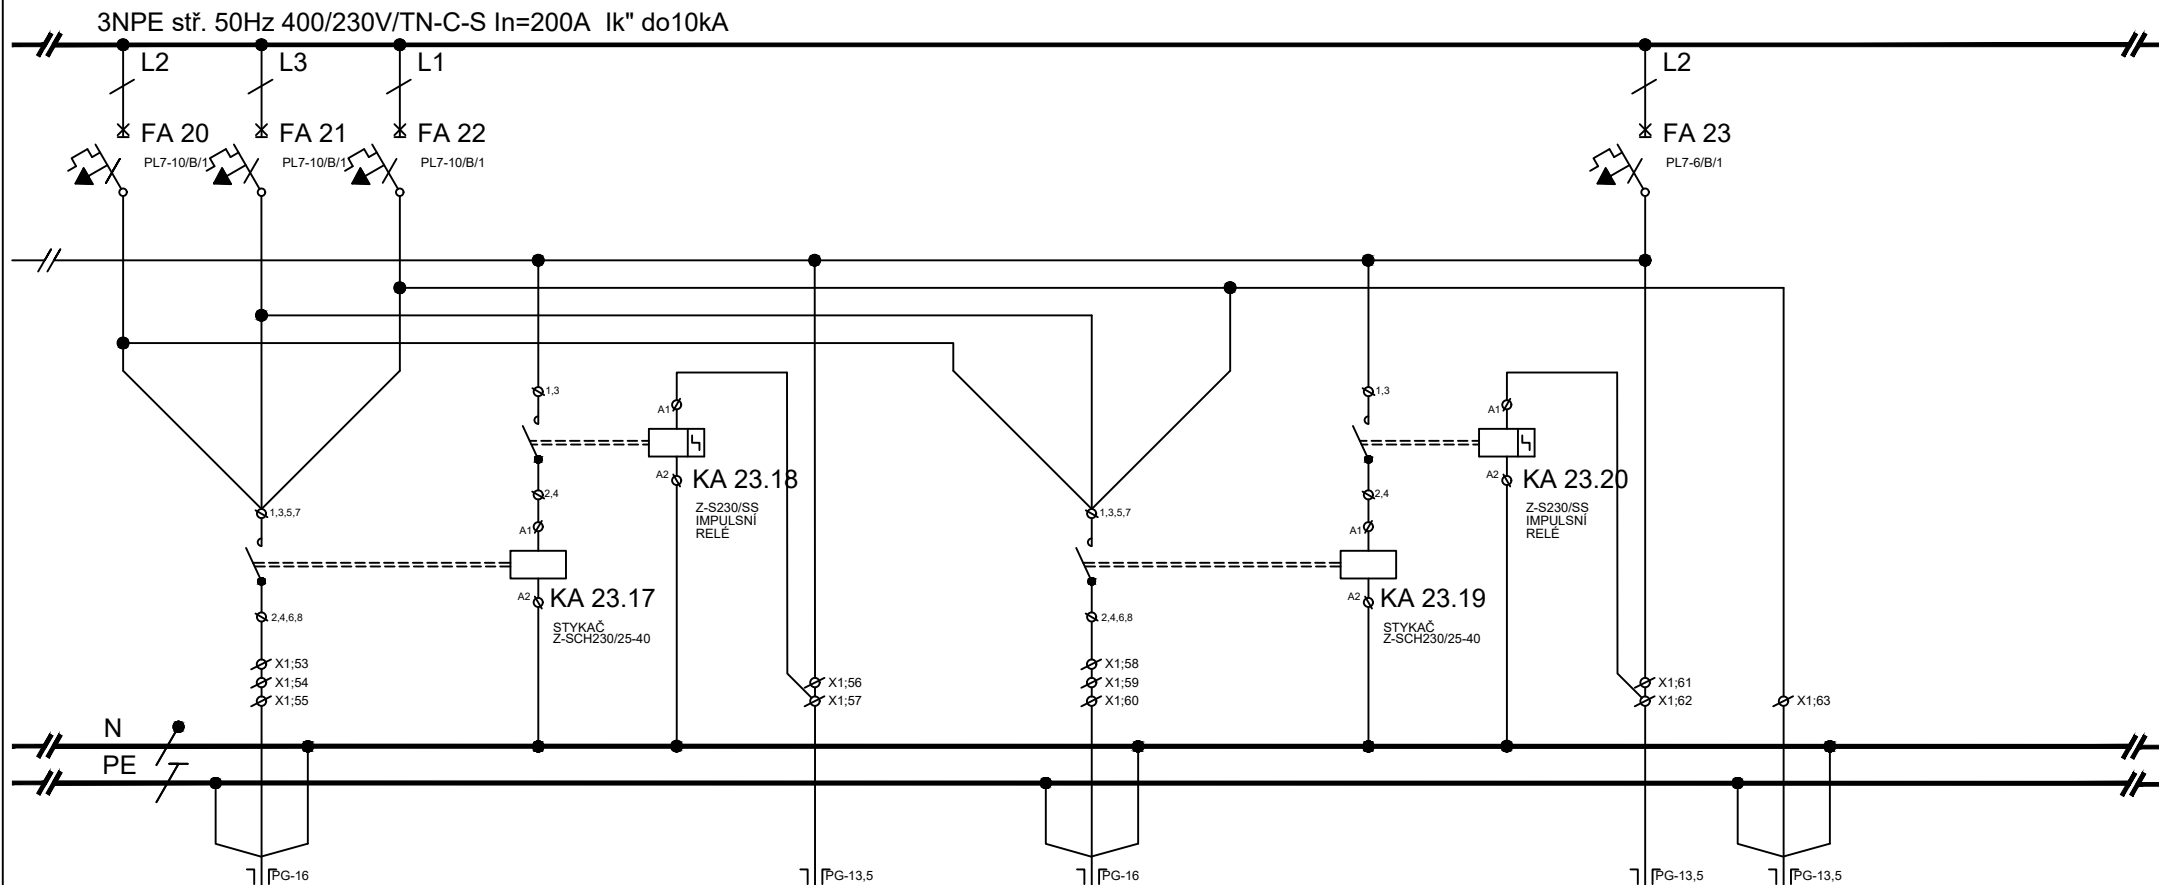 3NPE stř. 50Hz 400/230V/TN-C-S In=200A Ik" do10kA
L2 L3 L1 L2
FA 20 FA 21 FA 22 FA 23
PL7-10/B/1 PL7-10/B/1 PL7-10/B/1 PL7-6/B/1
1,3 1,3
A1 A1
A2 KA 23.18 A2 KA 23.20
2,4 2,4
Z-S230/SS Z-S230/SS
IMPULSNÍ IMPULSNÍ
RELÉ RELÉ
1,3,5,7 1,3,5,7
A1 A1
A2 KA 23.17 A2 KA 23.19
2,4,6,8 2,4,6,8
STYKAČ STYKAČ
Z-SCH230/25-40 Z-SCH230/25-40
X1;53 X1;58
X1;54 X1;56 X1;59 X1;61
X1;55 X1;57 X1;60 X1;62 X1;63
N
PE
PG-16 PG-13,5 PG-16 PG-13,5 PG-13,5